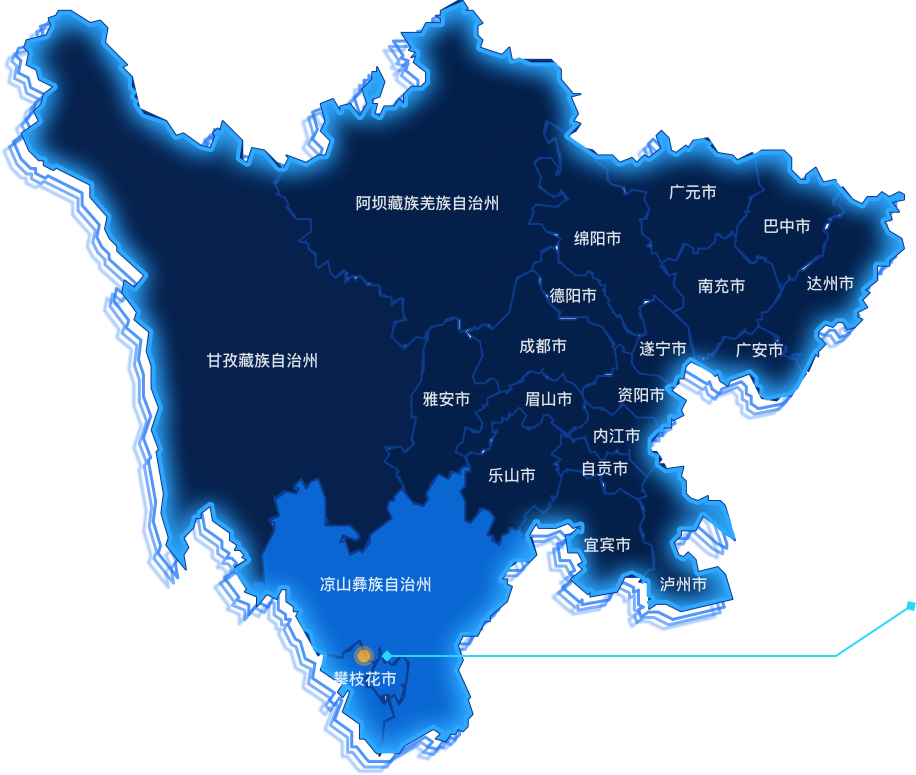 广元市
阿坝藏族羌族自治州
巴中市
绵阳市
达州市
南充市
德阳市
成都市
遂宁市
广安市
甘孜藏族自治州
资阳市
雅安市
眉山市
内江市
自贡市
乐山市
宜宾市
凉山彝族自治州
泸州市
攀枝花市